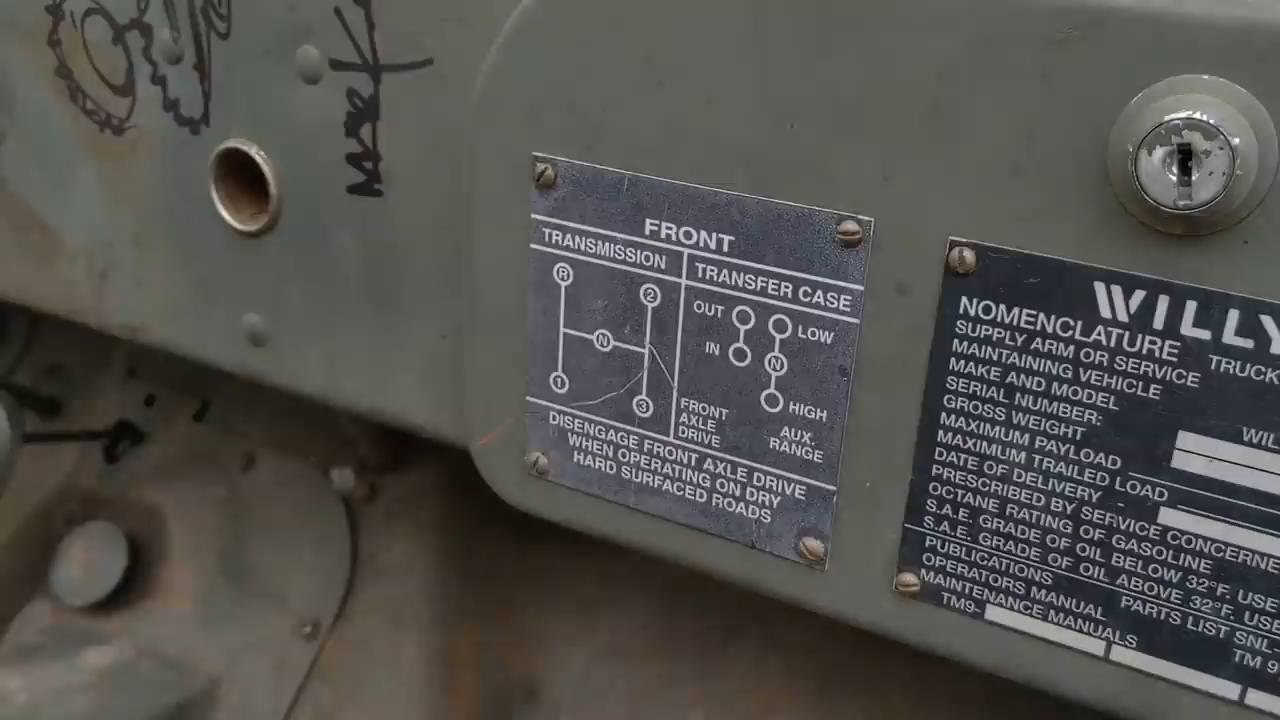 MARK
FRONT
TRANSMISSION
TRANSFER CASE
R
2
N
1
3
OUT
LOW
IN
N
HIGH
FRONT
AXLE
DRIVE
AUX.
RANGE
DISENGAGE FRONT AXLE DRIVE
WHEN OPERATING ON DRY
HARD SURFACED ROADS
WILLY
NOMENCLATURE TRUCK
SUPPLY ARM OR SERVICE
MAINTAINING VEHICLE
MAKE AND MODEL WIL
SERIAL NUMBER:
GROSS WEIGHT
MAXIMUM PAYLOAD
MAXIMUM TRAILED LOAD
DATE OF DELIVERY
PRESCRIBED BY SERVICE CONCERNE
OCTANE RATING OF GASOLINE
S.A.E. GRADE OF OIL BELOW 32°F. USE
S.A.E. GRADE OF OIL ABOVE 32°F. USE
PUBLICATIONS PARTS LIST SNL-
OPERATORS MANUAL TM 9
MAINTENANCE MANUALS
TM9-